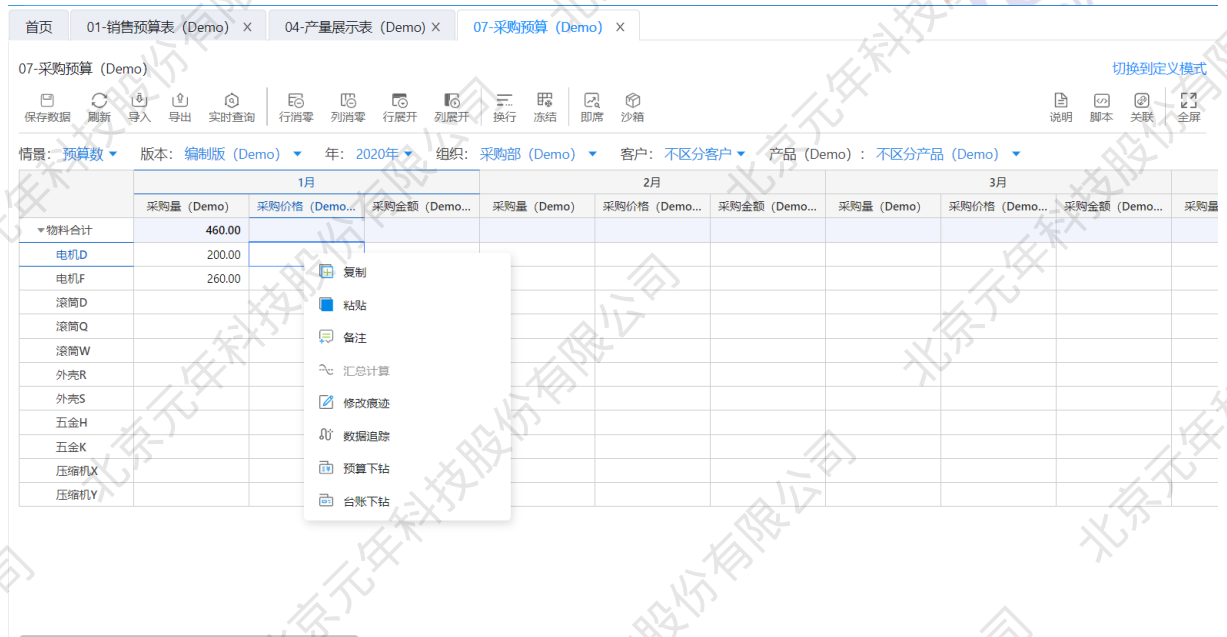 首页 01-销售预算表（Demo） X 04-产量展示表（Demo) X 07-采购预算（Demo） X
07-采购预算（Demo） 切换到定义模式
保存数据 刷新 导入 导出 实时查询 行消零 列消零 行展开 列展开 换行 冻结 即席 沙箱 说明 脚本 关联 全屏
情景： 预算数 版本： 编制版（Demo） 年： 2020年 组织： 采购部（Demo） 客户： 不区分客户 产品（Demo）： 不区分产品（Demo）
1月 2月 3月
采购量（Demo） 采购价格（Demo... 采购金额（Demo... 采购量（Demo） 采购价格（Demo... 采购金额（Demo... 采购量（Demo） 采购价格（Demo... 采购金额（Demo... 采购量
物料合计 460.00
电机D 200.00
电机F 260.00
滚筒D
滚筒Q
滚筒W
外壳R
外壳S
五金H
五金K
压缩机X
压缩机Y
复制
粘贴
备注
汇总计算
修改痕迹
数据追踪
预算下钻
台账下钻
北京元年科技股份有限公司